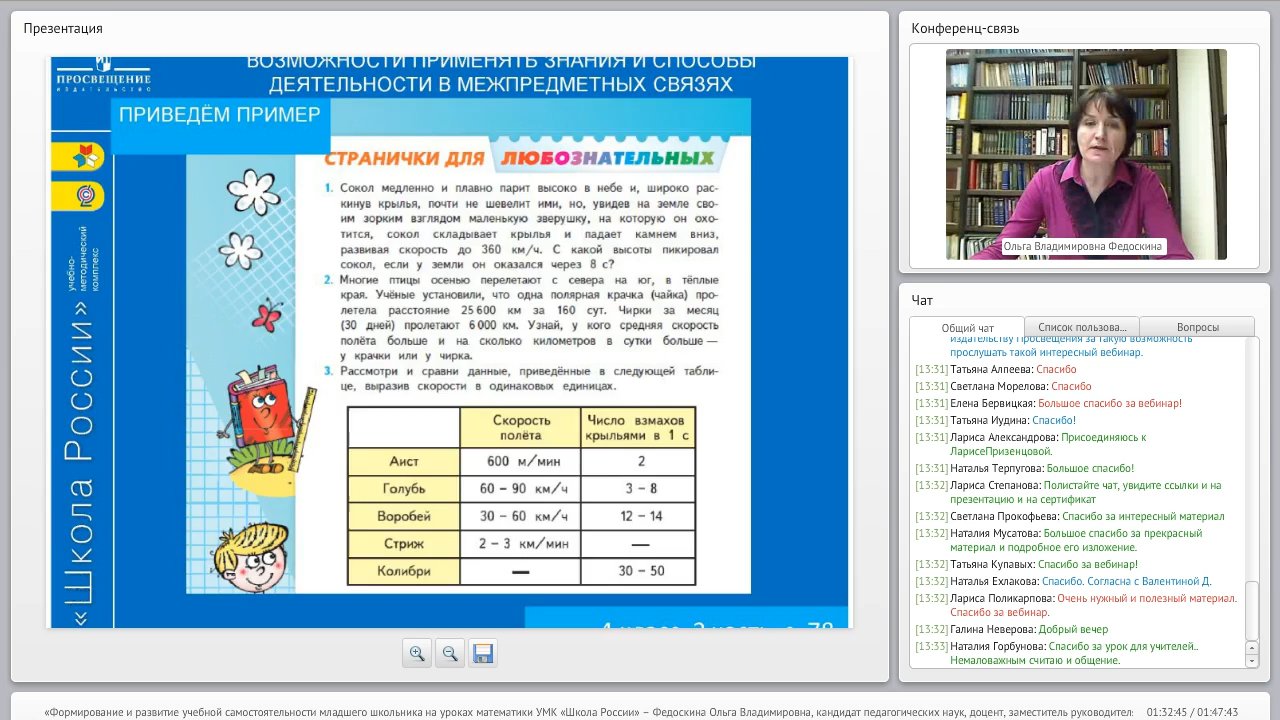 Презентация
ПРОСВЕЩЕНИЕ
ИЗДАТЕЛЬСТВО
ВОЗМОЖНОСТИ ПРИМЕНЯТЬ ЗНАНИЯ И СПОСОБЫ
ДЕЯТЕЛЬНОСТИ В МЕЖПРЕДМЕТНЫХ СВЯЗЯХ
ПРИВЕДЁМ ПРИМЕР
учебно-
методический
комплекс
«Школа России»
СТРАНИЧКИ ДЛЯ ЛЮБОЗНАТЕЛЬНЫХ
1. Сокол медленно и плавно парит высоко в небе и, широко рас-
кинув крылья, почти не шевелит ими, но, увидев на земле сво-
им зорким взглядом маленькую зверушку, на которую он охо-
тится, сокол складывает крылья и падает камнем вниз,
развивая скорость до 360 км/ч. С какой высоты пикировал
сокол, если у земли он оказался через 8 с?
2. Многие птицы осенью перелетают с севера на юг, в тёплые
края. Учёные установили, что одна полярная крачка (чайка) про-
летела расстояние 25 600 км за 160 сут. Чирки за месяц
(30 дней) пролетают 6 000 км. Узнай, у кого средняя скорость
полёта больше и на сколько километров в сутки больше —
у крачки или у чирка.
3. Рассмотри и сравни данные, приведённые в следующей табли-
це, выразив скорости в одинаковых единицах.
Скорость полёта Число взмахов крыльями в 1 с
Аист 600 м/мин 2
Голубь 60 – 90 км/ч 3 – 8
Воробей 30 – 60 км/ч 12 – 14
Стриж 2 – 3 км/мин —
Колибри — 30 – 50
4 класс, 2 часть, с. 78
Конференц-связь
Ольга Владимировна Федоскина
Чат
Общий чат Список пользова... Вопросы
издательству Просвещения за такую возможность
прослушать такой интересный вебинар.
[13:31] Татьяна Алпеева: Спасибо
[13:31] Светлана Морелова: Спасибо
[13:31] Елена Бервицкая: Большое спасибо за вебинар!
[13:31] Татьяна Иудина: Спасибо!
[13:31] Лариса Александрова: Присоединяюсь к
ЛарисеПризенцовой.
[13:31] Наталья Терпугова: Большое спасибо!
[13:32] Лариса Степанова: Полистайте чат, увидите ссылки и на
презентацию и на сертификат
[13:32] Светлана Прокофьева: Спасибо за интересный материал
[13:32] Наталия Мусатова: Большое спасибо за прекрасный
материал и подробное его изложение.
[13:32] Татьяна Купавых: Спасибо за вебинар!
[13:32] Наталья Ехлакова: Спасибо. Согласна с Валентиной Д.
[13:32] Лариса Поликарпова: Очень нужный и полезный материал.
Спасибо за вебинар.
[13:32] Галина Неверова: Добрый вечер
[13:33] Наталия Горбунова: Спасибо за урок для учителей..
Немаловажным считаю и общение.
«Формирование и развитие учебной самостоятельности младшего школьника на уроках математики УМК «Школа России» – Федоскина Ольга Владимировна, кандидат педагогических наук, доцент, заместитель руководител 01:32:45 / 01:47:43